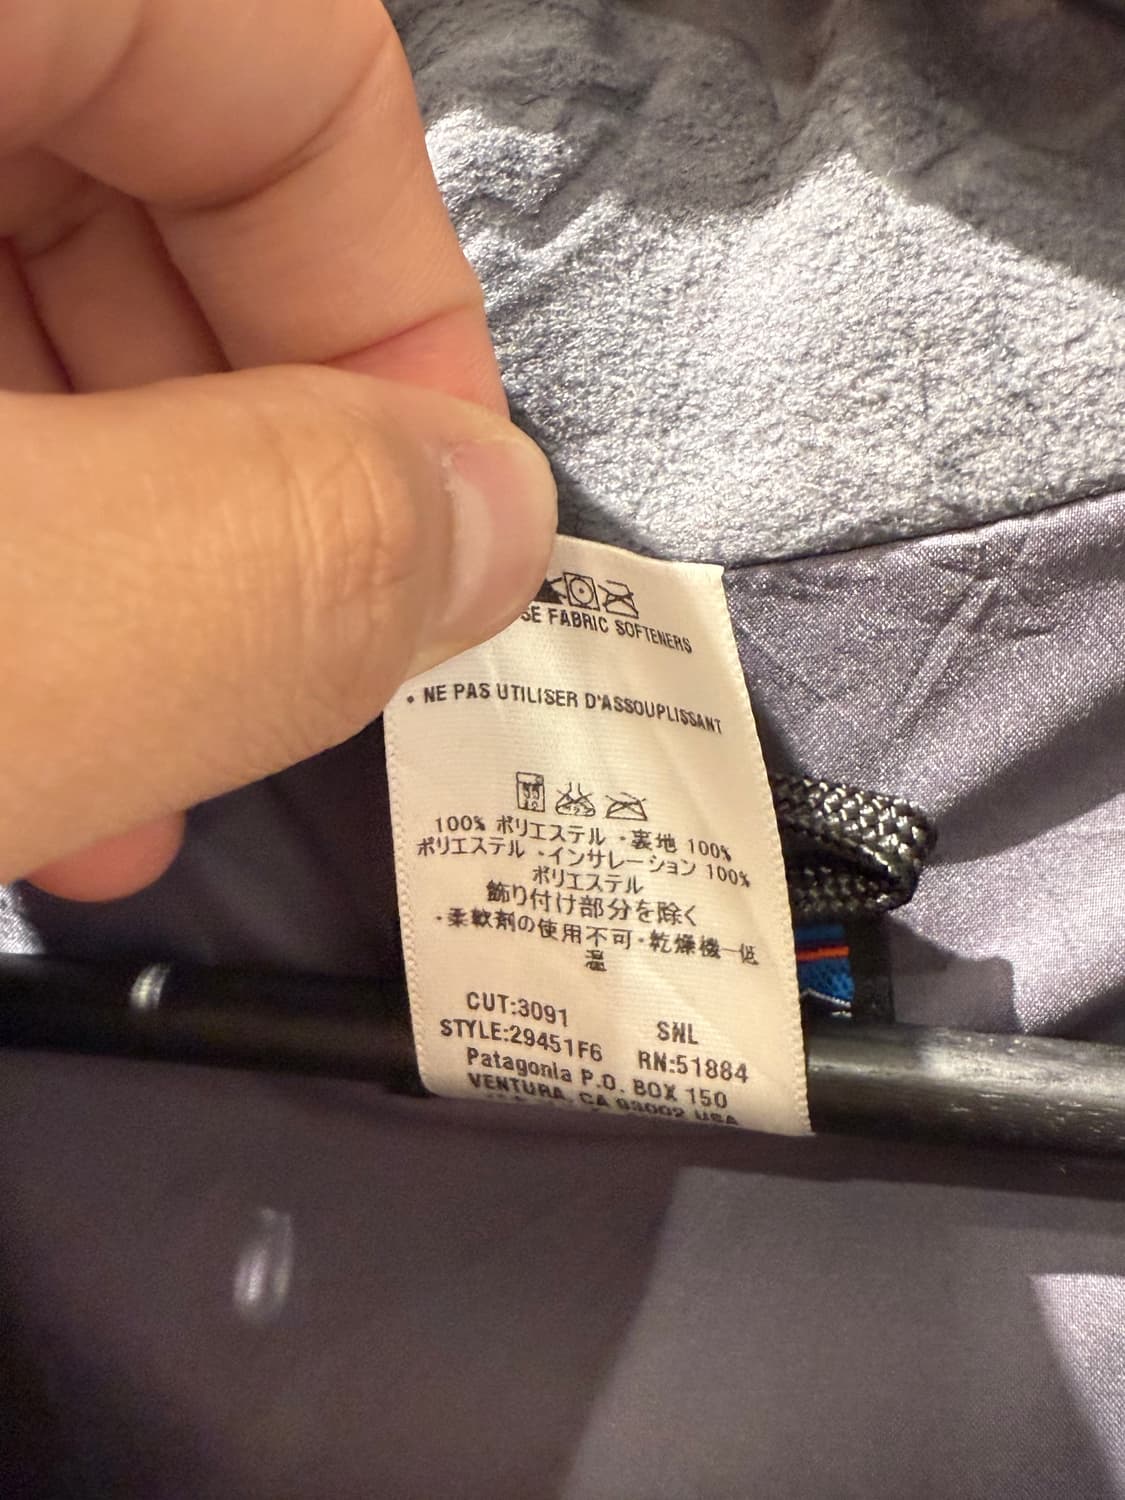 SE FABRIC SOFTENERS
• NE PAS UTILISER D'ASSOUPLISSANT
100% ポリエステル ・裏地 100%
ポリエステル ・インサレーション 100%
ポリエステル
飾り付け部分を除く
・柔軟剤の使用不可・乾燥機―低
温
CUT:3091
SNL
STYLE:29451F6 RN:51884
Patagonia P.O. BOX 150
VENTURA, CA 93002 USA